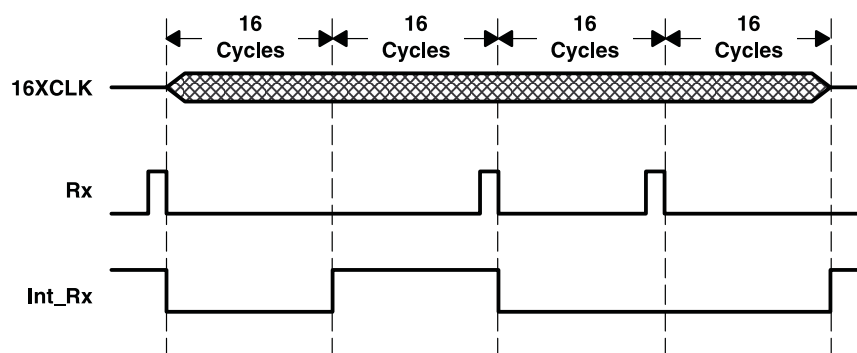 16
Cycles
16
Cycles
16
Cycles
16
Cycles
16XCLK
Rx
Int_Rx